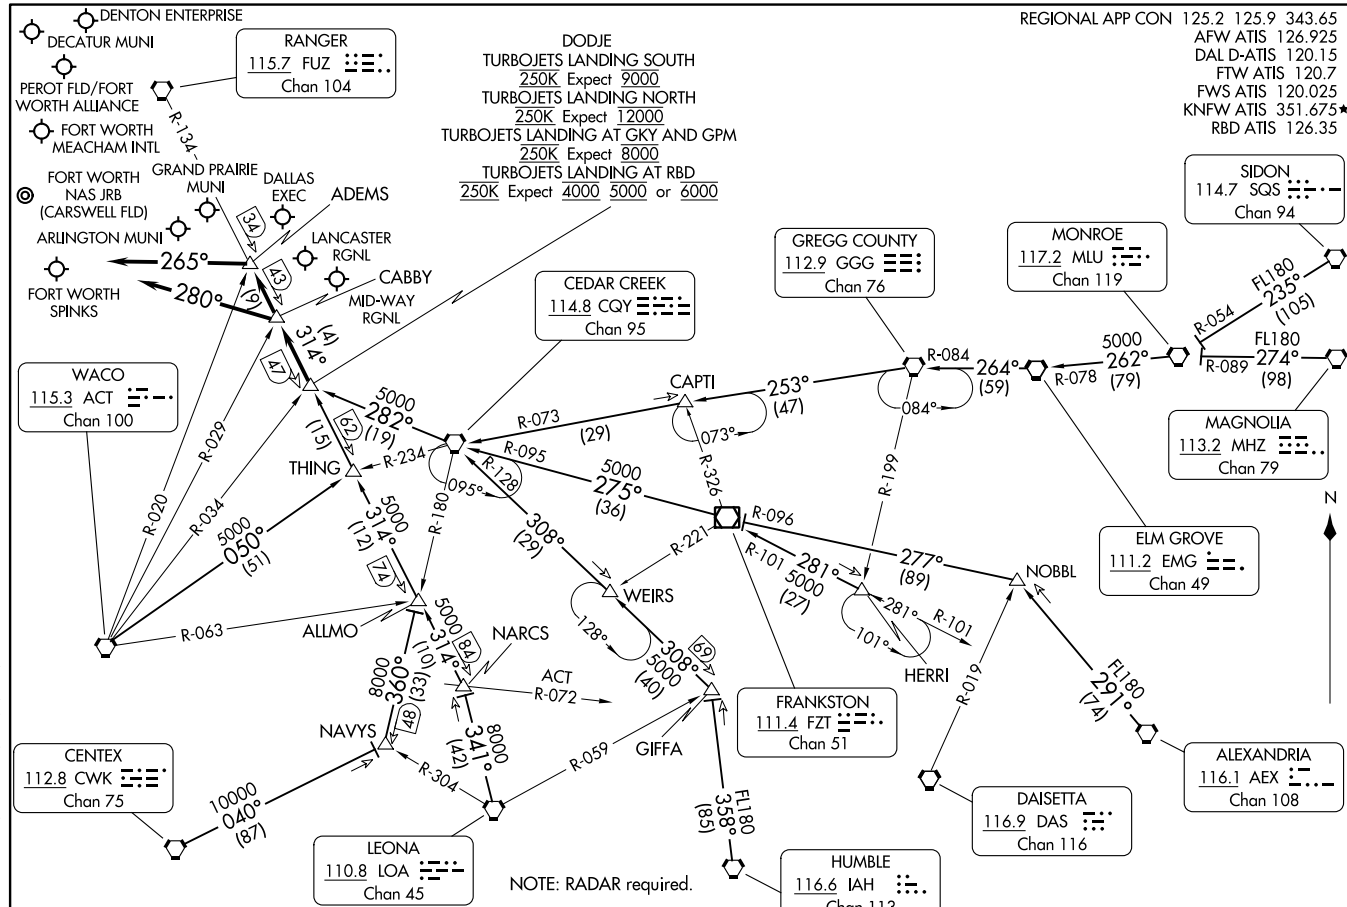 DENTON ENTERPRISE
DECATUR MUNI
PEROT FLD/FORT
WORTH ALLIANCE
FORT WORTH
MEACHAM INTL
FORT WORTH
NAS JRB
(CARSWELL FLD)
GRAND PRAIRIE
MUNI
DALLAS
EXEC
ADEMS
ARLINGTON MUNI
LANCASTER
RGNL
FORT WORTH
SPINKS
CABBY
MID-WAY
RGNL
RANGER
115.7 FUZ
Chan 104
R-134
DODJE
TURBOJETS LANDING SOUTH
250K Expect 9000
TURBOJETS LANDING NORTH
250K Expect 12000
TURBOJETS LANDING AT GKY AND GPM
250K Expect 8000
TURBOJETS LANDING AT RBD
250K Expect 4000 5000 or 6000
REGIONAL APP CON 125.2 125.9 343.65
AFW ATIS 126.925
DAL D-ATIS 120.15
FTW ATIS 120.7
FWS ATIS 120.025
KNFW ATIS 351.675★
RBD ATIS 126.35
SIDON
114.7 SQS
Chan 94
MONROE
117.2 MLU
Chan 119
GREGG COUNTY
112.9 GGG
Chan 76
CEDAR CREEK
114.8 CQY
Chan 95
34
265°
43
(9)
280°
(4)
314°
47
FL180
235°
(105)
R-054
FL180
274°
(98)
R-089
5000
262°
(79)
R-078
R-084
264°
(59)
084°
WACO
115.3 ACT
Chan 100
MAGNOLIA
113.2 MHZ
Chan 79
CAPTI
253°
(47)
R-073
(29)
073°
5000
282°
(19)
62
(15)
R-234
THING
R-095
R-128
095°
R-180
5000
275°
(36)
R-326
R-199
R-029
R-020
R-034
5000
050°
(51)
5000
314°
(12)
74
308°
(29)
R-221
R-096
R-101
281°
5000
(27)
277°
(89)
NOBBL
ELM GROVE
111.2 EMG
Chan 49
N
WEIRS
128°
281°
R-101
101°
HERRI
R-063
ALLMO
5000
314°
(10)
84
NARCS
ACT
R-072
8000
360°
(33)
48
NAVYS
69
308°
5000
(40)
GIFFA
R-059
R-019
FL180
291°
(74)
FRANKSTON
111.4 FZT
Chan 51
CENTEX
112.8 CWK
Chan 75
10000
040°
(87)
R-304
8000
341°
(42)
FL180
358°
(85)
ALEXANDRIA
116.1 AEX
Chan 108
DAISETTA
116.9 DAS
Chan 116
LEONA
110.8 LOA
Chan 45
NOTE: RADAR required.
HUMBLE
116.6 IAH
Chan 113